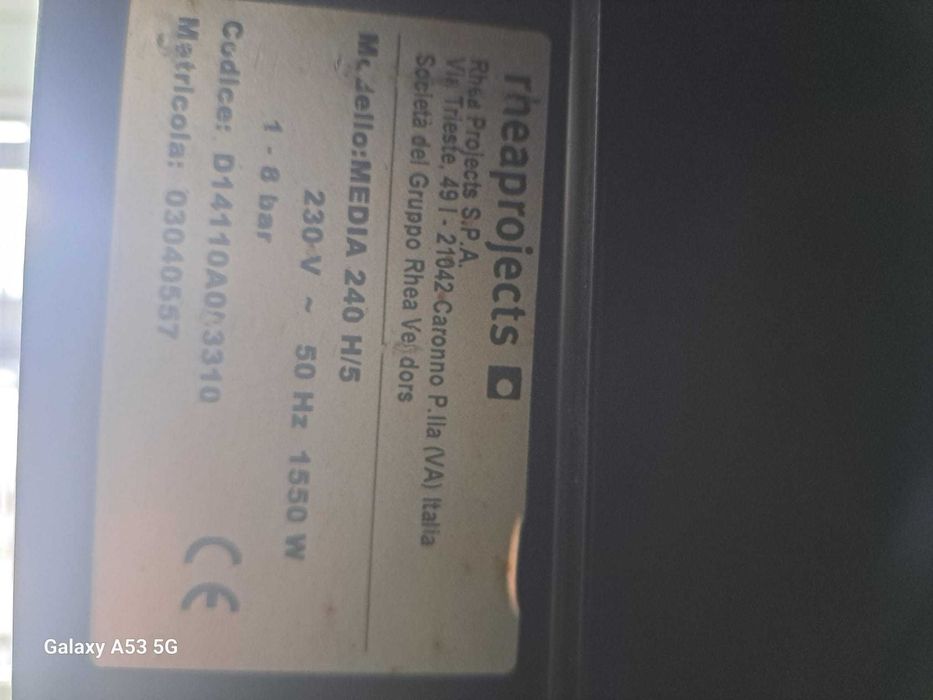 rheaprojects
Rhea Projects S.P.A.
Via Trieste, 49 I - 21042 Caronno P.lla (VA) Italia
Società del Gruppo Rhea Vendors
Modello:MEDIA 240 H/5
230 V ~ 50 Hz 1550 W
1 - 8 bar
Codice:
Matricola: 03040557
CE
Galaxy A53 5G